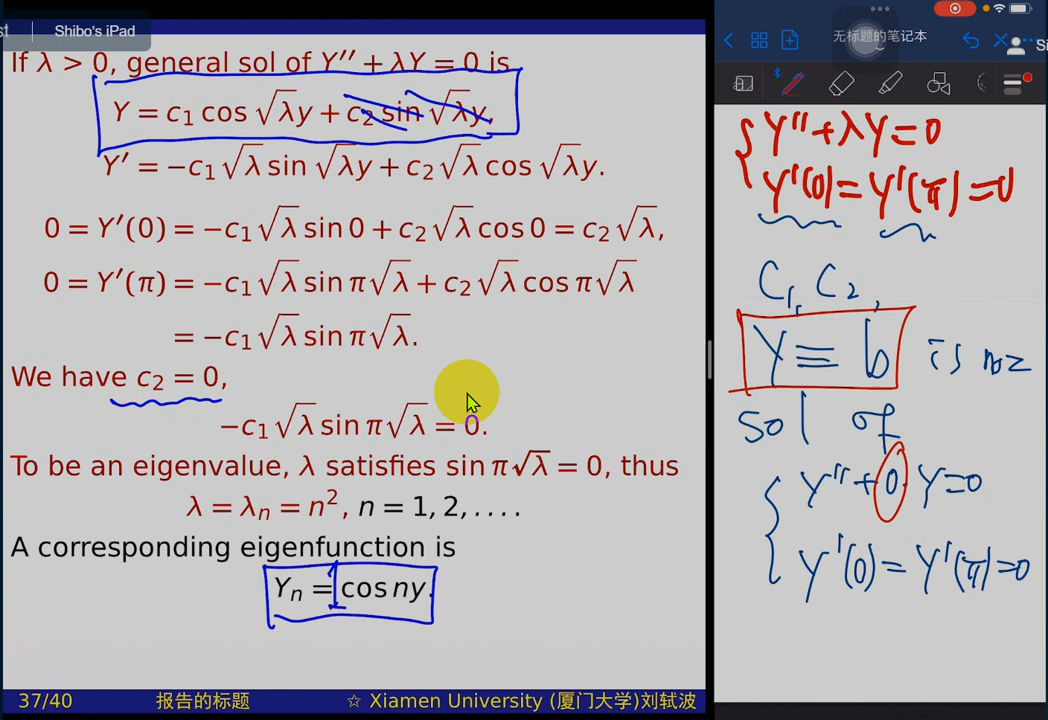 Shibo's iPad
If λ > 0, general sol of Y′′ + λY = 0 is
Y = c₁ cos √λy + c₂ sin √λy,
Y′ = −c₁√λ sin √λy + c₂√λ cos √λy.
0 = Y′(0) = −c₁√λ sin 0 + c₂√λ cos 0 = c₂√λ,
0 = Y′(π) = −c₁√λ sin π√λ + c₂√λ cos π√λ
= −c₁√λ sin π√λ.
We have c₂ = 0,
−c₁√λ sin π√λ = 0.
To be an eigenvalue, λ satisfies sin π√λ = 0, thus
λ = λₙ = n², n = 1, 2, . . . .
A corresponding eigenfunction is
Yₙ = cos ny.
37/40 报告的标题 ☆ Xiamen University (厦门大学)刘轼波
无标题的笔记本
Y″ + λY = 0
Y′(0) = Y′(π) = 0
C₁, C₂,
Y ≡ b is
sol of
Y″ + 0 Y = 0
Y′(0) = Y′(π) = 0